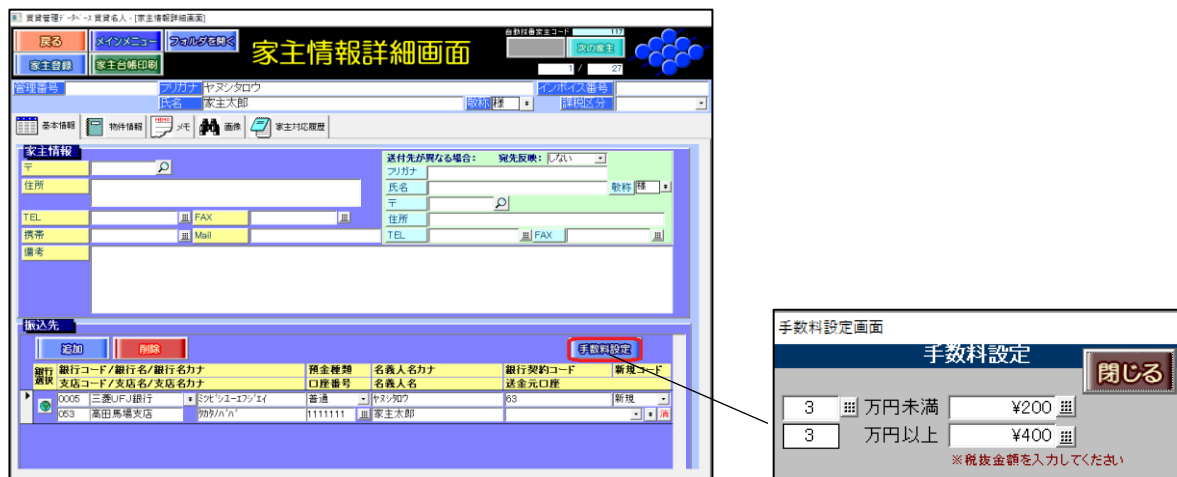 賃貸管理データベース 賃貸名人 - [家主情報詳細画面]
戻る メインメニュー フォルダを開く
家主登録 家主台帳印刷
家主情報詳細画面
自動採番家主コード 117
次の家主
1 / 27
管理番号 フリガナ ヤヌシタロウ インボイス番号
氏名 家主太郎 敬称 様 課税区分
基本情報 物件情報 メモ 画像 家主対応履歴
家主情報
〒
住所
TEL FAX
携帯 Mail
備考
送付先が異なる場合: 宛先反映: しない
フリガナ
氏名 敬称 様
〒
住所
TEL FAX
振込先
追加 削除 手数料設定
銀行選択 銀行コード/銀行名/銀行名カナ 預金種類 名義人名カナ 銀行契約コード 新規コード
支店コード/支店名/支店名カナ 口座番号 名義人名 送金元口座
0005 三菱UFJ銀行 ミツビシユーエフジエイ 普通 ヤヌシタロウ 63 新規
053 高田馬場支店 タカダノババ 1111111 家主太郎 消
手数料設定画面
手数料設定
閉じる
3 万円未満 ¥200
3 万円以上 ¥400
※税抜金額を入力してください